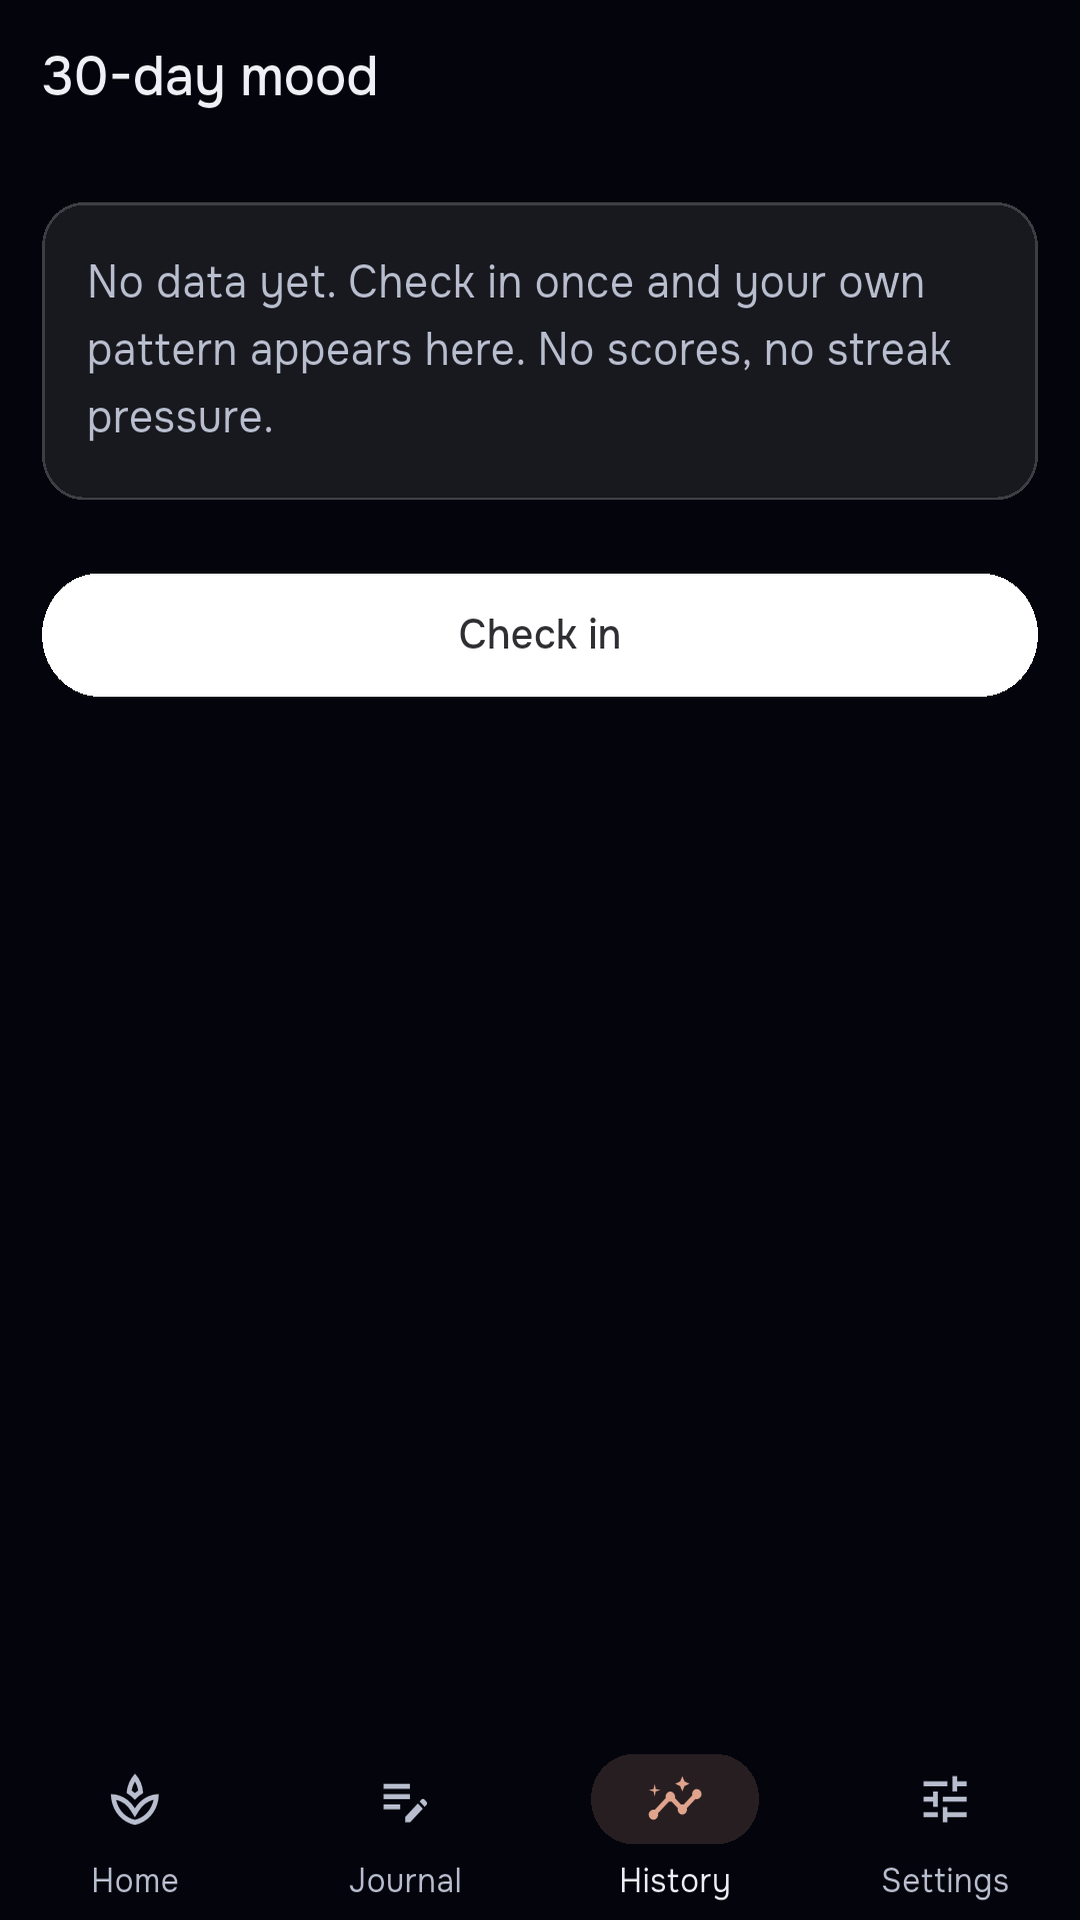 30-day mood
No data yet. Check in once and your own
pattern appears here. No scores, no streak
pressure.
Check in
Home
Journal
History
Settings